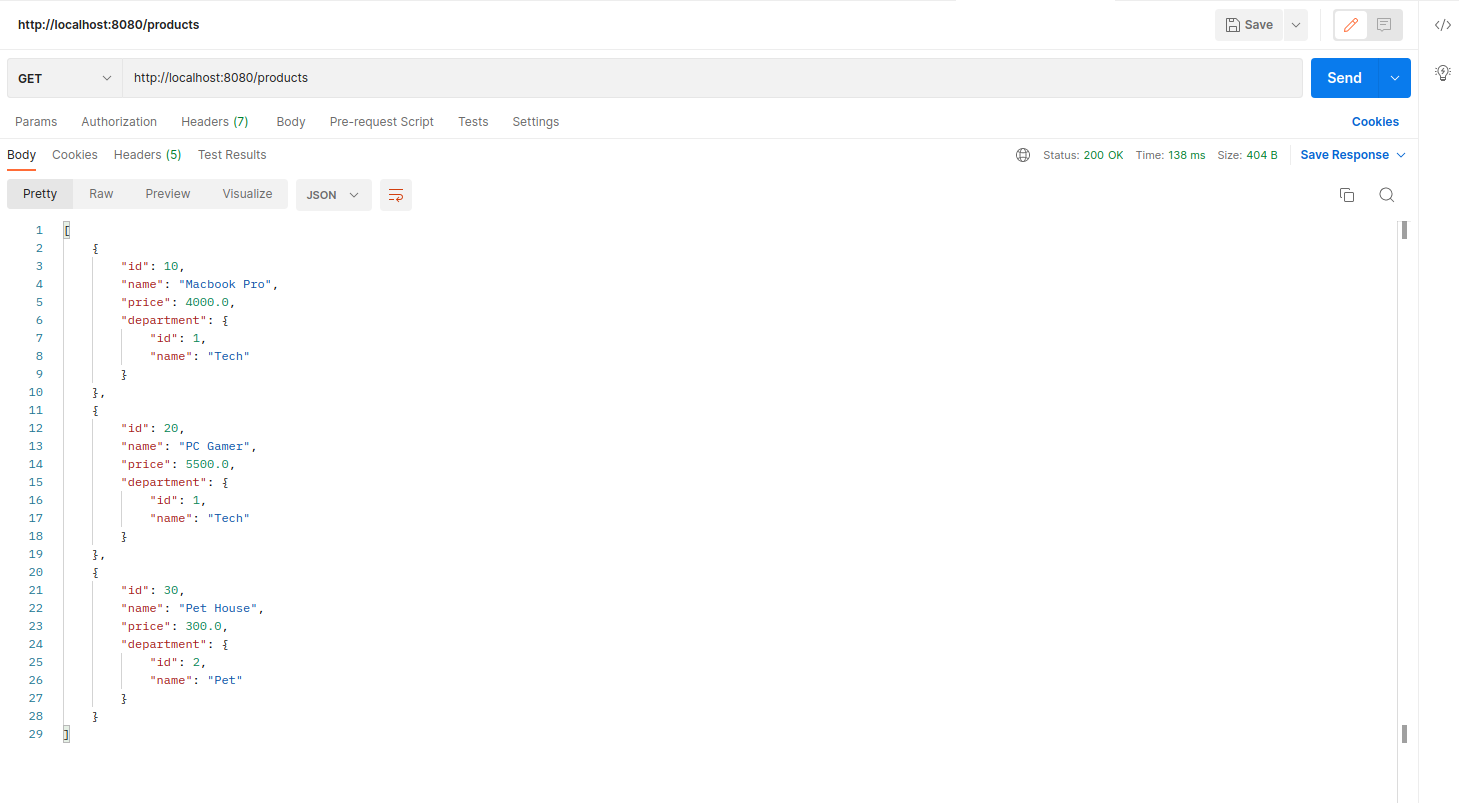 http://localhost:8080/products
Save
GET
http://localhost:8080/products
Send
Params Authorization Headers (7) Body Pre-request Script Tests Settings Cookies
Body Cookies Headers (5) Test Results Status: 200 OK Time: 138 ms Size: 404 B Save Response
Pretty Raw Preview Visualize JSON
1 [
2 {
3 "id": 10,
4 "name": "Macbook Pro",
5 "price": 4000.0,
6 "department": {
7 "id": 1,
8 "name": "Tech"
9 }
10 },
11 {
12 "id": 20,
13 "name": "PC Gamer",
14 "price": 5500.0,
15 "department": {
16 "id": 1,
17 "name": "Tech"
18 }
19 },
20 {
21 "id": 30,
22 "name": "Pet House",
23 "price": 300.0,
24 "department": {
25 "id": 2,
26 "name": "Pet"
27 }
28 }
29 ]